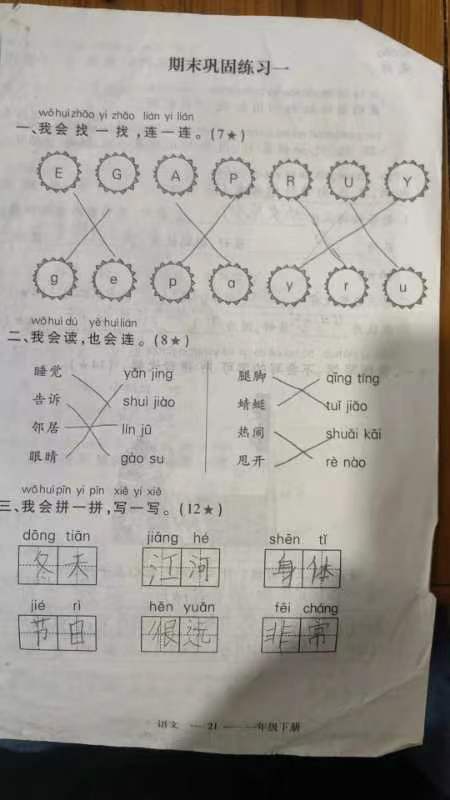 期末巩固练习一
wǒ huì zhǎo yi zhǎo lián yi lián
一、我会找一找,连一连。(7★)
E G A P R U Y
g e p a y r u
wǒ huì dú yě huì lián
二、我会读,也会连。(8★)
睡觉 yǎn jing 腿脚 qīng tíng
告诉 shuì jiào 蜻蜓 tuǐ jiǎo
邻居 lín jū 热闹 shuǎi kāi
眼睛 gào su 甩开 rè nào
wǒ huì pīn yi pīn xiě yi xiě
三、我会拼一拼,写一写。(12★)
dōng tiān jiāng hé shēn tǐ
冬 江河 身体
jié rì hěn yuǎn fēi cháng
节日 很远 非常
语文 — 21 — 一年级下册